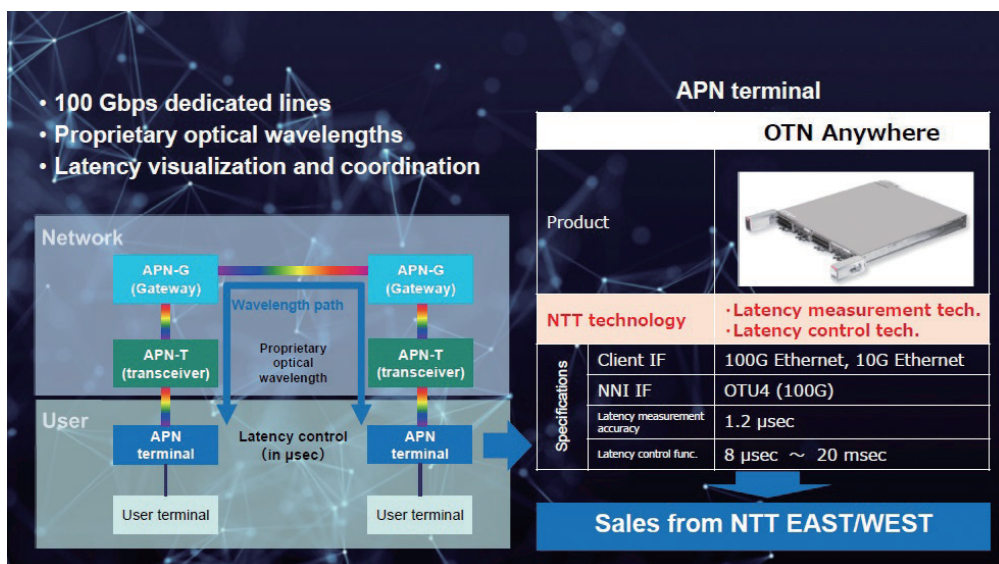 • 100 Gbps dedicated lines
• Proprietary optical wavelengths
• Latency visualization and coordination
Network
APN-G
(Gateway)
APN-G
(Gateway)
Wavelength path
APN-T
(transceiver)
Proprietary
optical
wavelength
APN-T
(transceiver)
User
APN
terminal
Latency control
(in μsec)
APN
terminal
User terminal
User terminal
APN terminal
OTN Anywhere
Product
NTT technology
・Latency measurement tech.
・Latency control tech.
Specifications
Client IF
100G Ethernet, 10G Ethernet
NNI IF
OTU4 (100G)
Latency measurement
accuracy
1.2 μsec
Latency control func.
8 μsec ～ 20 msec
Sales from NTT EAST/WEST